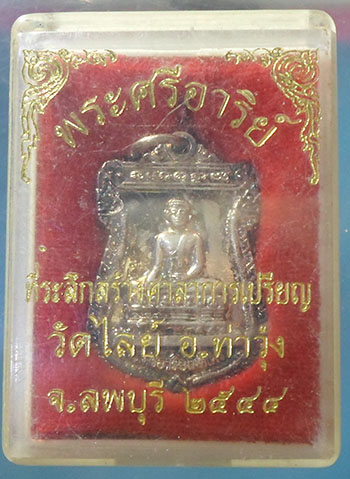 พระศรีอาริย์
ที่ระลึกสร้างศาลาการเปรียญ
วัดไลย์ อ.ท่าวุ้ง
จ.ลพบุรี ๒๕๔๔